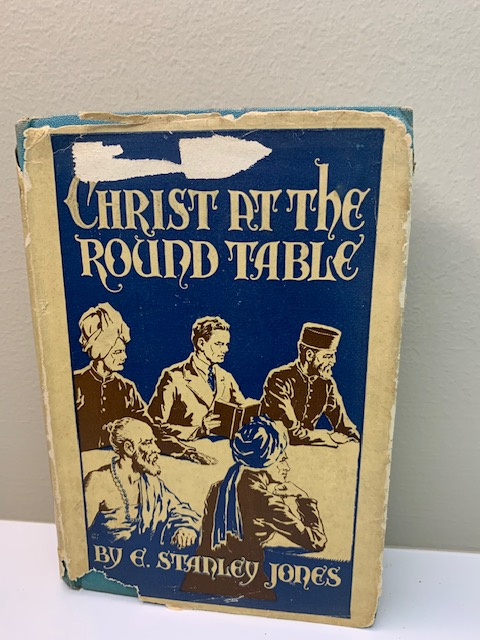 CHRIST AT THE
ROUND TABLE
BY E. STANLEY JONES